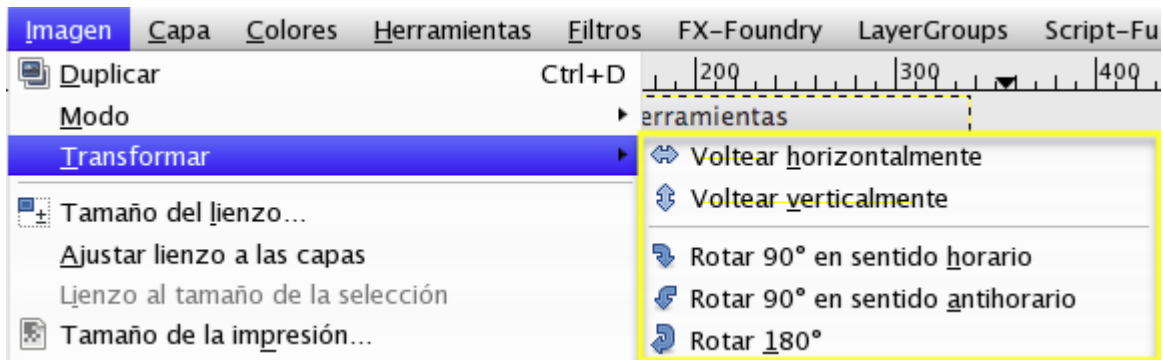 Imagen Capa Colores Herramientas Filtros FX-Foundry LayerGroups Script-Fu
Duplicar Ctrl+D
200 300 400
Modo
erramientas
Transformar
Voltear horizontalmente
Voltear verticalmente
Tamaño del lienzo...
Ajustar lienzo a las capas
Rotar 90° en sentido horario
Lienzo al tamaño de la selección
Rotar 90° en sentido antihorario
Tamaño de la impresión...
Rotar 180°